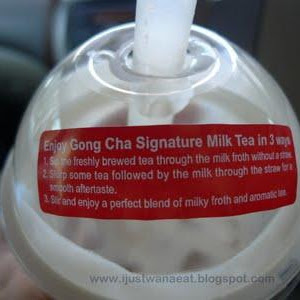 Enjoy Gong Cha Signature Milk Tea in 3 ways
1. Sip the freshly brewed tea through the milk froth without a straw.
2. Slurp some tea followed by the milk through the straw for a
smooth aftertaste.
3. Stir and enjoy a perfect blend of milky froth and aromatic tea.
www.ijustwanaeat.blogspot.com